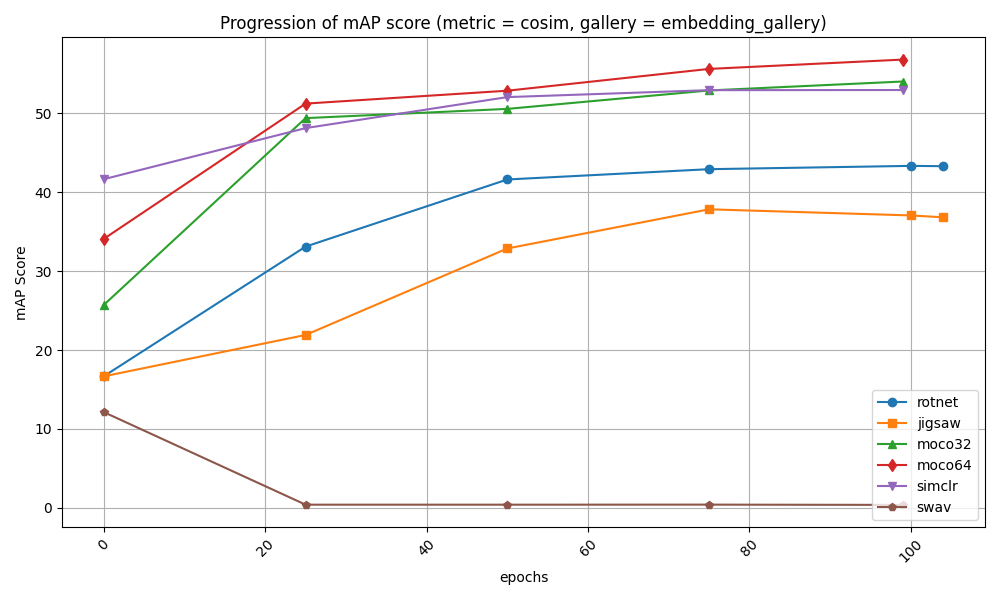 Progression of mAP score (metric = cosim, gallery = embedding_gallery)
mAP Score
50
40
30
20
10
0
0
20
40
60
80
100
epochs
rotnet
jigsaw
moco32
moco64
simclr
swav